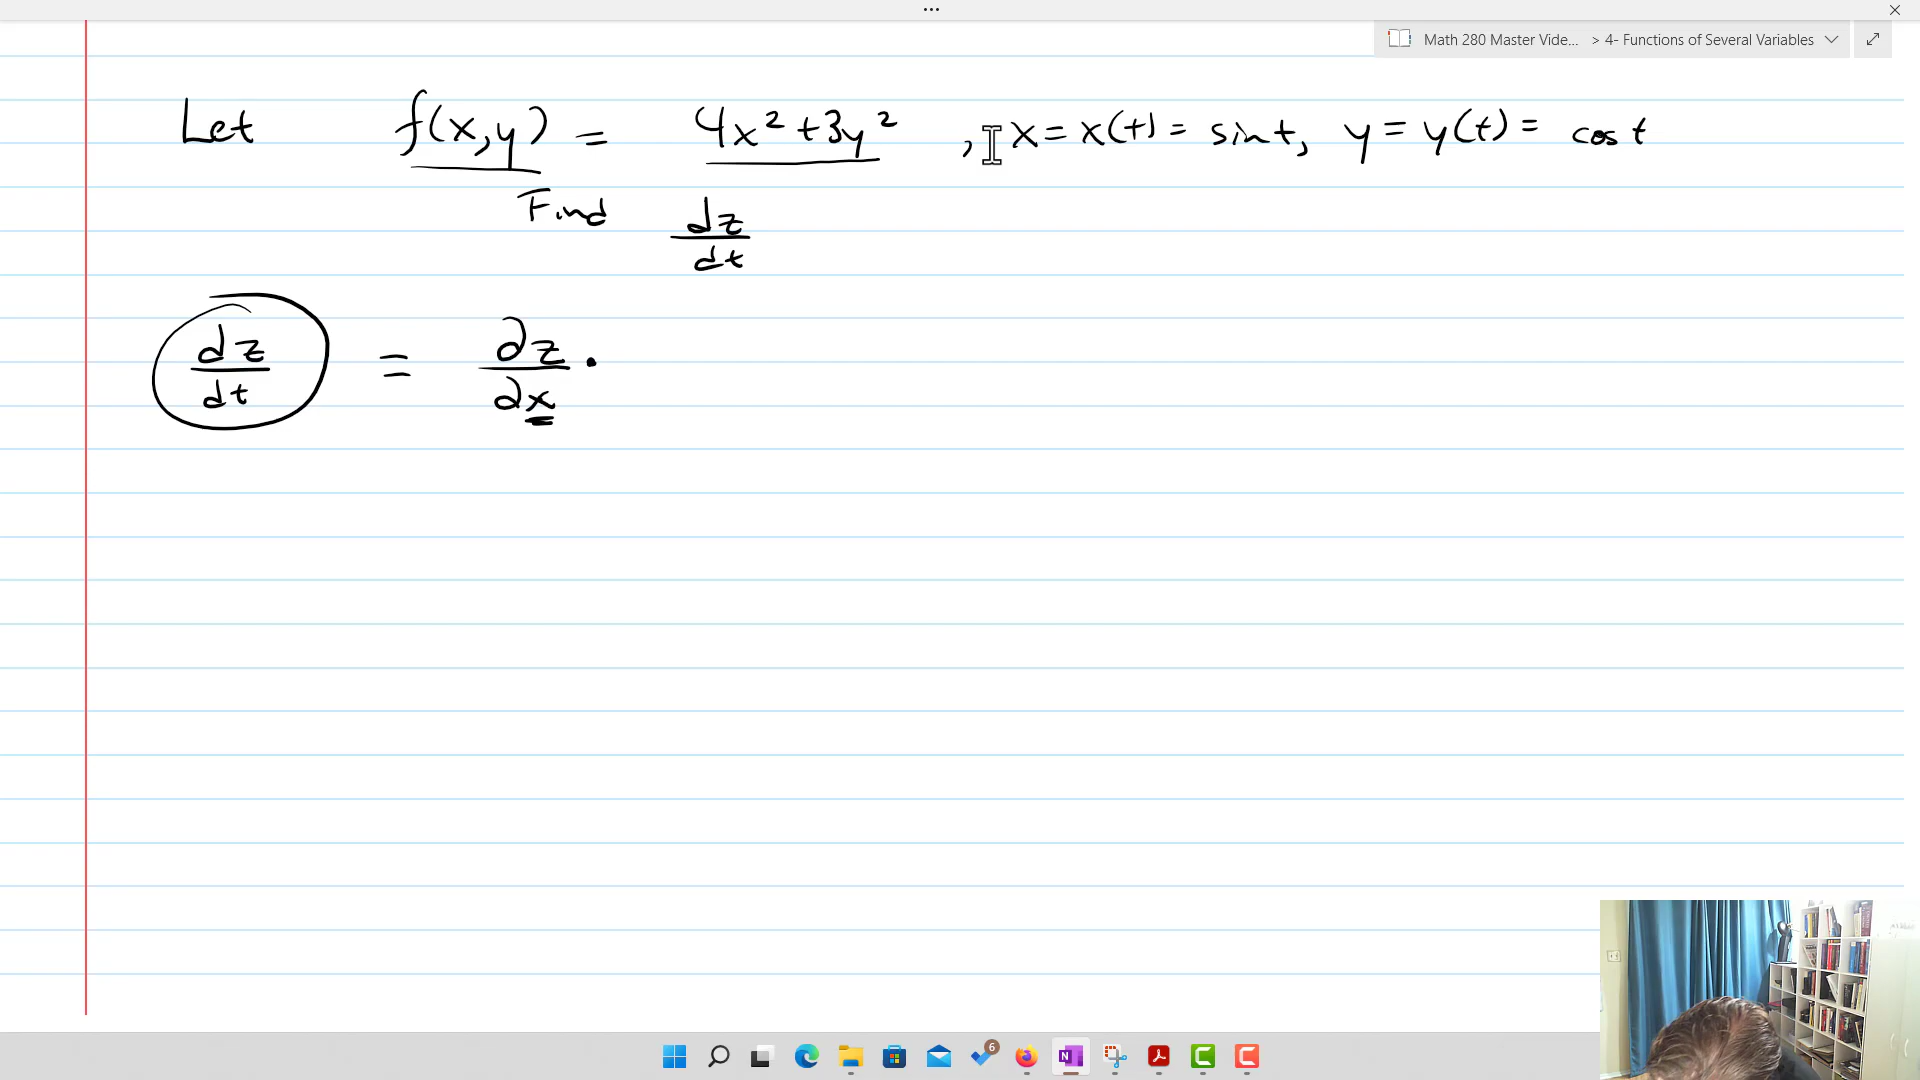 ...
Math 280 Master Vide... > 4- Functions of Several Variables
Let f(x,y) = 4x² + 3y² , x = x(t) = sin t, y = y(t) = cos t
Find dz/dt
dz/dt = ∂z/∂x ·
6